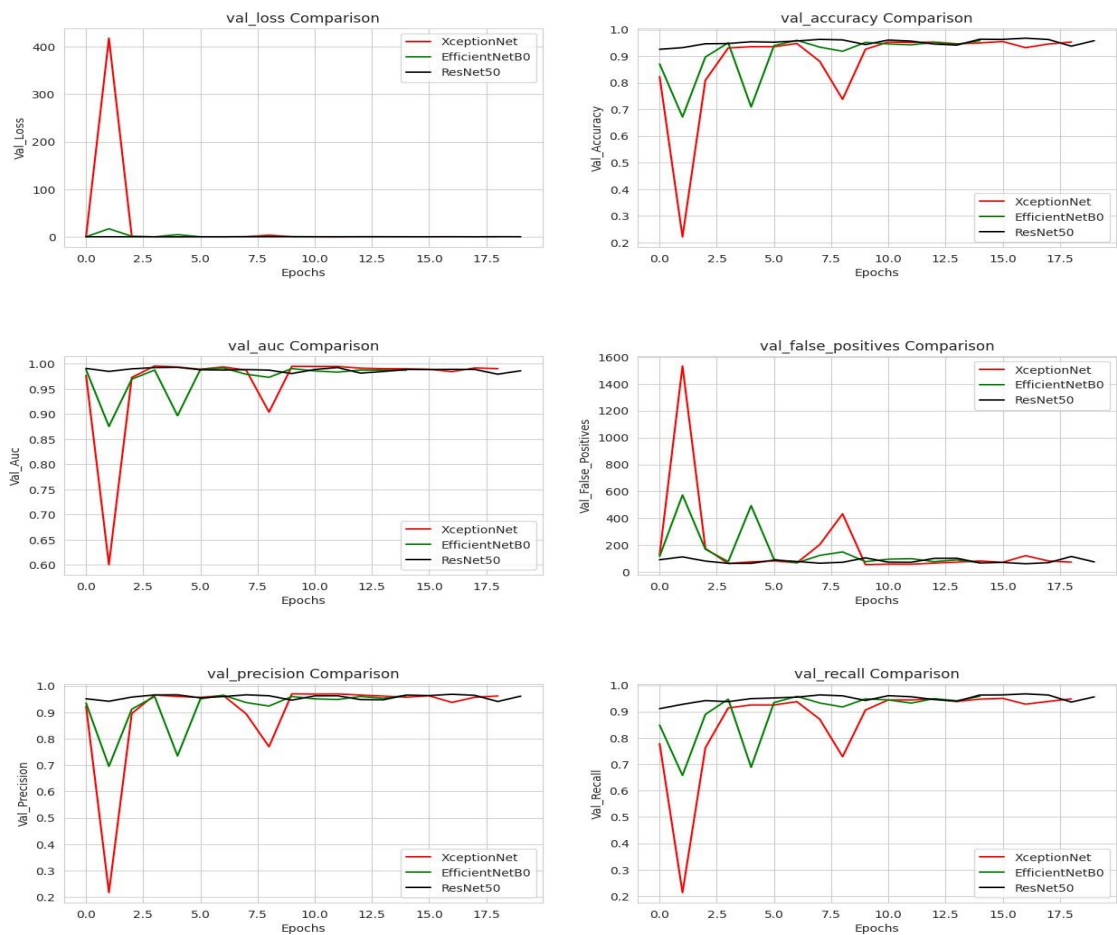 val_loss Comparison
400
300
200
100
0
Val_Loss
XceptionNet
EfficientNetB0
ResNet50
0.0 2.5 5.0 7.5 10.0 12.5 15.0 17.5
Epochs
val_accuracy Comparison
1.0
0.9
0.8
0.7
0.6
0.5
0.4
0.3
0.2
Val_Accuracy
XceptionNet
EfficientNetB0
ResNet50
0.0 2.5 5.0 7.5 10.0 12.5 15.0 17.5
Epochs
val_auc Comparison
1.00
0.95
0.90
0.85
0.80
0.75
0.70
0.65
0.60
Val_Auc
XceptionNet
EfficientNetB0
ResNet50
0.0 2.5 5.0 7.5 10.0 12.5 15.0 17.5
Epochs
val_false_positives Comparison
1600
1400
1200
1000
800
600
400
200
0
Val_False_Positives
XceptionNet
EfficientNetB0
ResNet50
0.0 2.5 5.0 7.5 10.0 12.5 15.0 17.5
Epochs
val_precision Comparison
1.0
0.9
0.8
0.7
0.6
0.5
0.4
0.3
0.2
Val_Precision
XceptionNet
EfficientNetB0
ResNet50
0.0 2.5 5.0 7.5 10.0 12.5 15.0 17.5
Epochs
val_recall Comparison
1.0
0.9
0.8
0.7
0.6
0.5
0.4
0.3
0.2
Val_Recall
XceptionNet
EfficientNetB0
ResNet50
0.0 2.5 5.0 7.5 10.0 12.5 15.0 17.5
Epochs